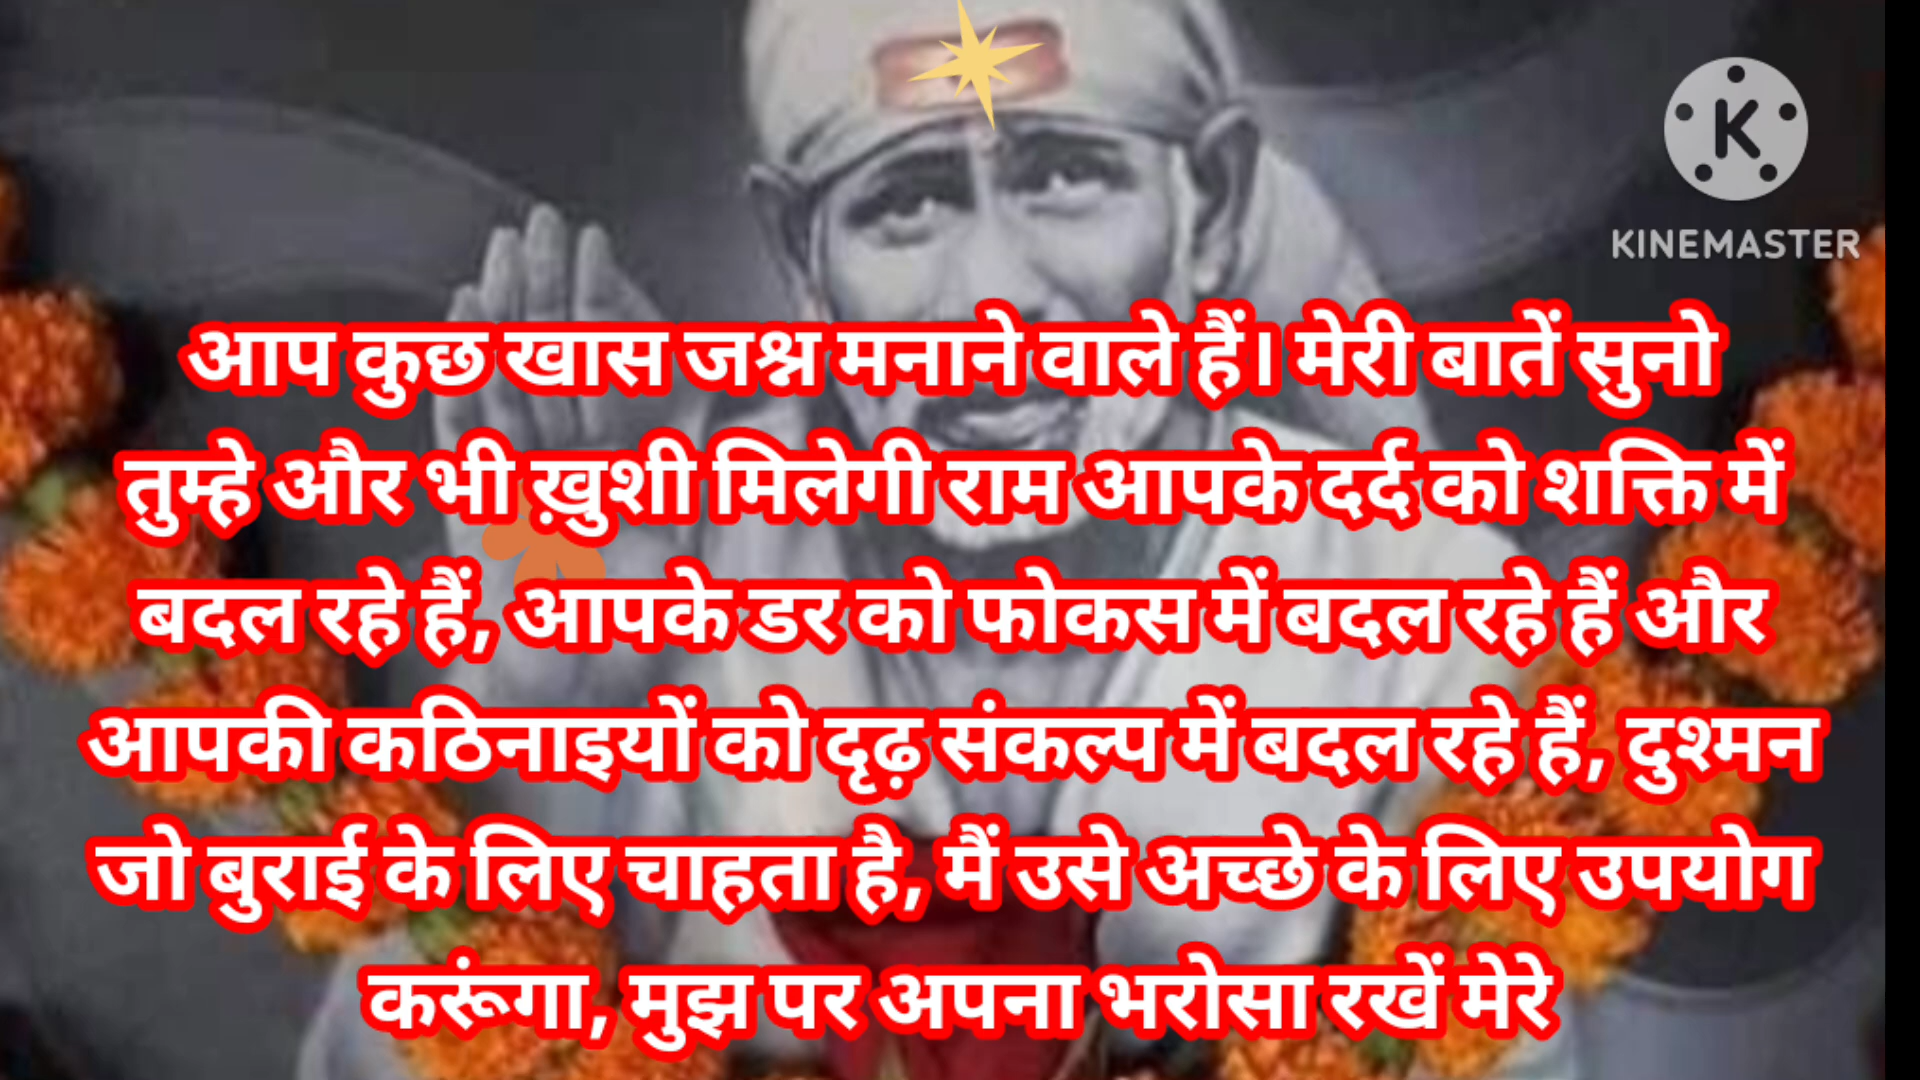 K
KINEMASTER
आप कुछ खास जश्न मनाने वाले हैं। मेरी बातें सुनो
तुम्हे और भी ख़ुशी मिलेगी राम आपके दर्द को शक्ति में
बदल रहे हैं, आपके डर को फोकस में बदल रहे हैं और
आपकी कठिनाइयों को दृढ़ संकल्प में बदल रहे हैं, दुश्मन
जो बुराई के लिए चाहता है, मैं उसे अच्छे के लिए उपयोग
करूंगा, मुझ पर अपना भरोसा रखें मेरे